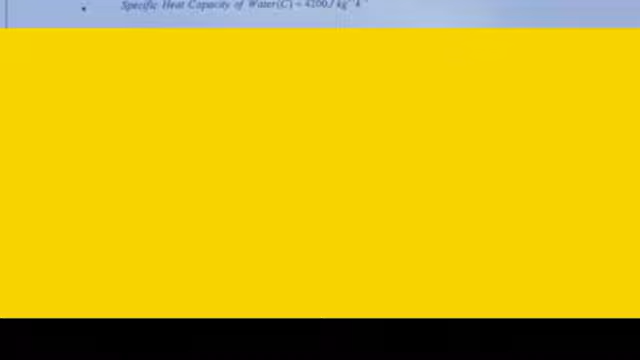 Specific Heat Capacity of Water(C) = 4200J kg⁻¹k⁻¹